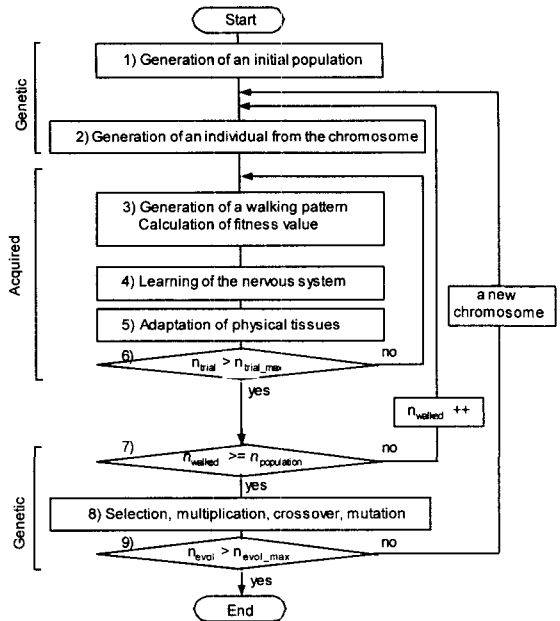 Start
Genetic
1) Generation of an initial population
2) Generation of an individual from the chromosome
Acquired
3) Generation of a walking pattern
Calculation of fitness value
4) Learning of the nervous system
5) Adaptation of physical tissues
6)
n_trial > n_trial_max
no
yes
a new
chromosome
n_walked ++
7)
n_walked >= n_population
no
yes
Genetic
8) Selection, multiplication, crossover, mutation
9)
n_evol > n_evol_max
no
yes
End